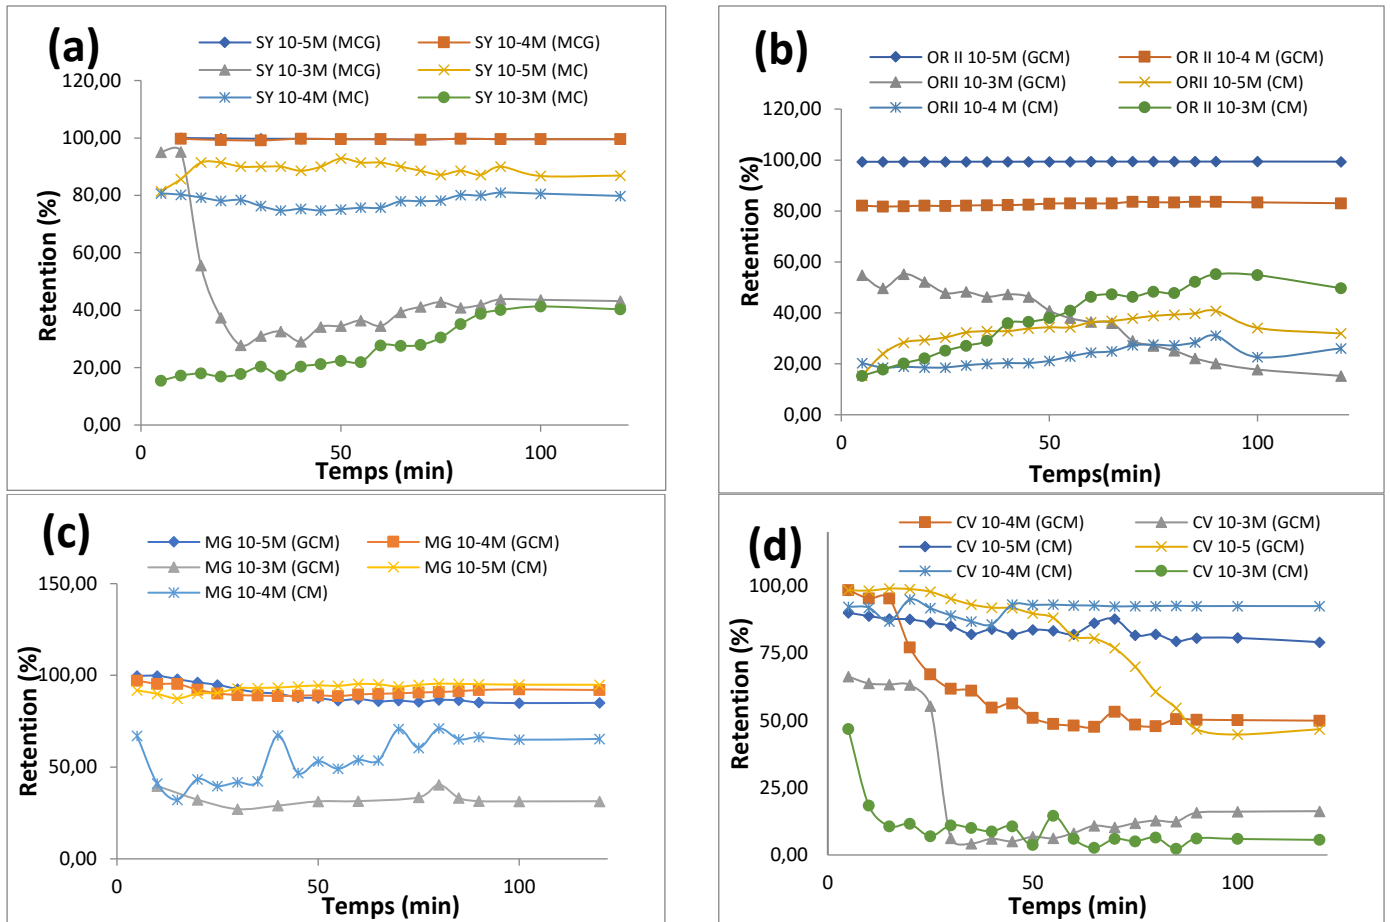 (a)
SY 10-5M (MCG) SY 10-4M (MCG)
SY 10-3M (MCG) SY 10-5M (MC)
SY 10-4M (MC) SY 10-3M (MC)
120,00
100,00
80,00
60,00
40,00
20,00
0,00
Retention (%)
0 50 100
Temps (min)
(b)
OR II 10-5M (GCM) OR II 10-4 M (GCM)
ORII 10-3M (GCM) ORII 10-5M (CM)
ORII 10-4 M (CM) OR II 10-3M (CM)
120,00
100,00
80,00
60,00
40,00
20,00
0,00
Retention (%)
0 50 100
Temps(min)
(c)
MG 10-5M (GCM) MG 10-4M (GCM)
MG 10-3M (GCM) MG 10-5M (CM)
MG 10-4M (CM)
150,00
100,00
50,00
0,00
Retention (%)
0 50 100
Temps (min)
(d)
CV 10-4M (GCM) CV 10-3M (GCM)
CV 10-5M (CM) CV 10-5 (GCM)
CV 10-4M (CM) CV 10-3M (CM)
100,00
75,00
50,00
25,00
0,00
Retention (%)
0 50 100
Temps (min)